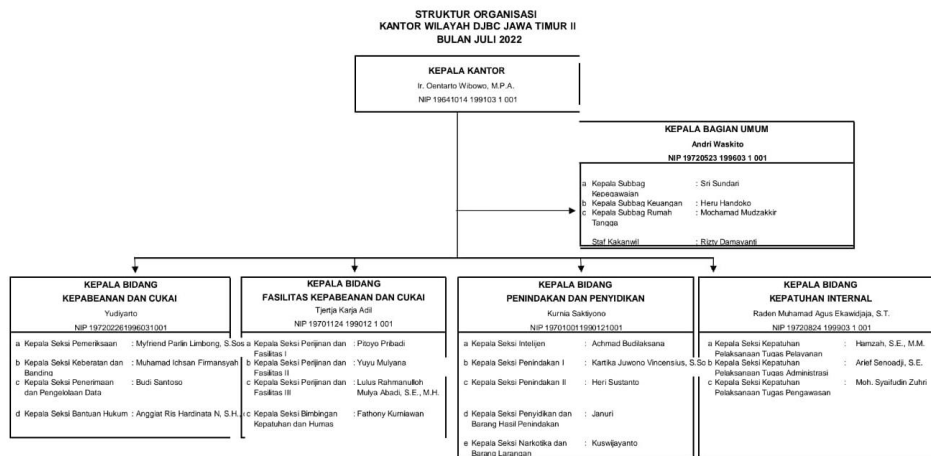 STRUKTUR ORGANISASI
KANTOR WILAYAH DJBC JAWA TIMUR II
BULAN JULI 2022
KEPALA KANTOR
Ir. Oentarto Wibowo, M.P.A.
NIP 19641014 199103 1 001
KEPALA BAGIAN UMUM
Andri Waskito
NIP 19720523 199603 1 001
a Kepala Subbag Kepegawaian : Sri Sundari
b Kepala Subbag Keuangan : Heru Handoko
c Kepala Subbag Rumah Tangga : Mochamad Mudzakkir
Staf Kakanwil : Rizty Damayanti
KEPALA BIDANG
KEPABEANAN DAN CUKAI
Yudiyarto
NIP 197202261996031001
a Kepala Seksi Pemeriksaan : Myfriend Parlin Limbong, S.Sos
b Kepala Seksi Keberatan dan Banding : Muhamad Ichsan Firmansyah
c Kepala Seksi Penerimaan dan Pengelolaan Data : Budi Santoso
d Kepala Seksi Bantuan Hukum : Anggiat Ris Hardinata N, S.H.,
KEPALA BIDANG
FASILITAS KEPABEANAN DAN CUKAI
Tjertja Karja Adil
NIP 19701124 199012 1 001
a Kepala Seksi Perijinan dan Fasilitas I : Pitoyo Pribadi
b Kepala Seksi Perijinan dan Fasilitas II : Yuyu Mulyana
c Kepala Seksi Perijinan dan Fasilitas III : Lulus Rahmanulloh Mulya Abadi, S.E., M.H.
c Kepala Seksi Bimbingan Kepatuhan dan Humas : Fathony Kurniawan
KEPALA BIDANG
PENINDAKAN DAN PENYIDIKAN
Kurnia Saktiyono
NIP 197010011990121001
a Kepala Seksi Intelijen : Achmad Budilaksana
b Kepala Seksi Penindakan I : Kartika Juwono Vincensius, S.So
c Kepala Seksi Penindakan II : Heri Sustanto
d Kepala Seksi Penyidikan dan Barang Hasil Penindakan : Januri
e Kepala Seksi Narkotika dan Barang Larangan : Kuswijayanto
KEPALA BIDANG
KEPATUHAN INTERNAL
Raden Muhamad Agus Ekawidjaja, S.T.
NIP 19720824 199903 1 001
a Kepala Seksi Kepatuhan Pelaksanaan Tugas Pelayanan : Hamzah, S.E., M.M.
b Kepala Seksi Kepatuhan Pelaksanaan Tugas Administrasi : Arief Senoadji, S.E.
c Kepala Seksi Kepatuhan Pelaksanaan Tugas Pengawasan : Moh. Syaifudin Zuhri